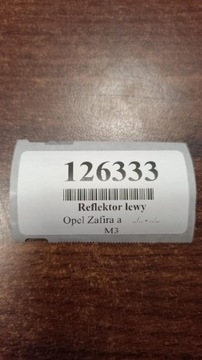 126333
Reflektor lewy
Opel Zafira a
M3